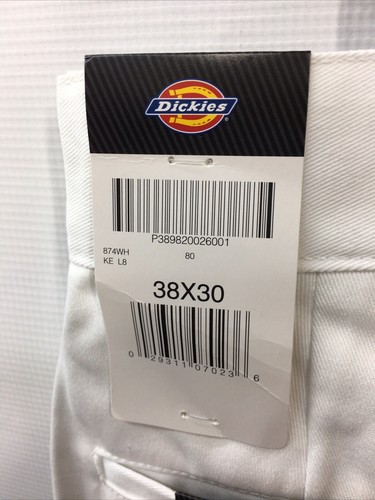 Dickies
P389820026001
874WH 80
KE L8
38X30
0 29311 07023 6